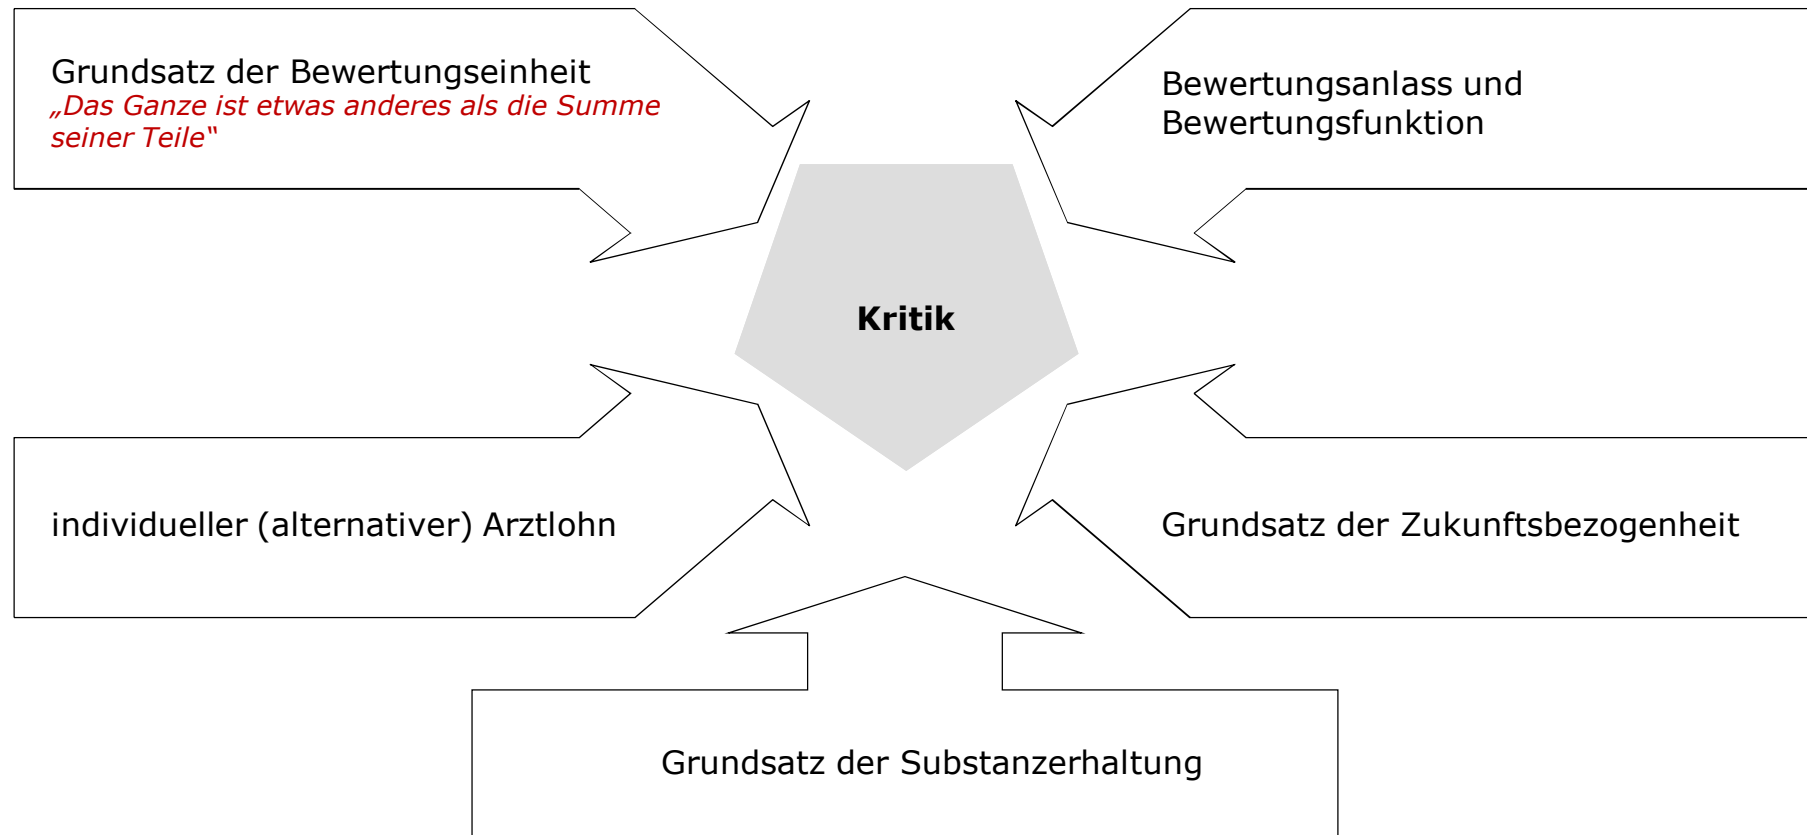 Grundsatz der Bewertungseinheit
„Das Ganze ist etwas anderes als die Summe
seiner Teile“
Bewertungsanlass und
Bewertungsfunktion
Kritik
individueller (alternativer) Arztlohn
Grundsatz der Zukunftsbezogenheit
Grundsatz der Substanzerhaltung